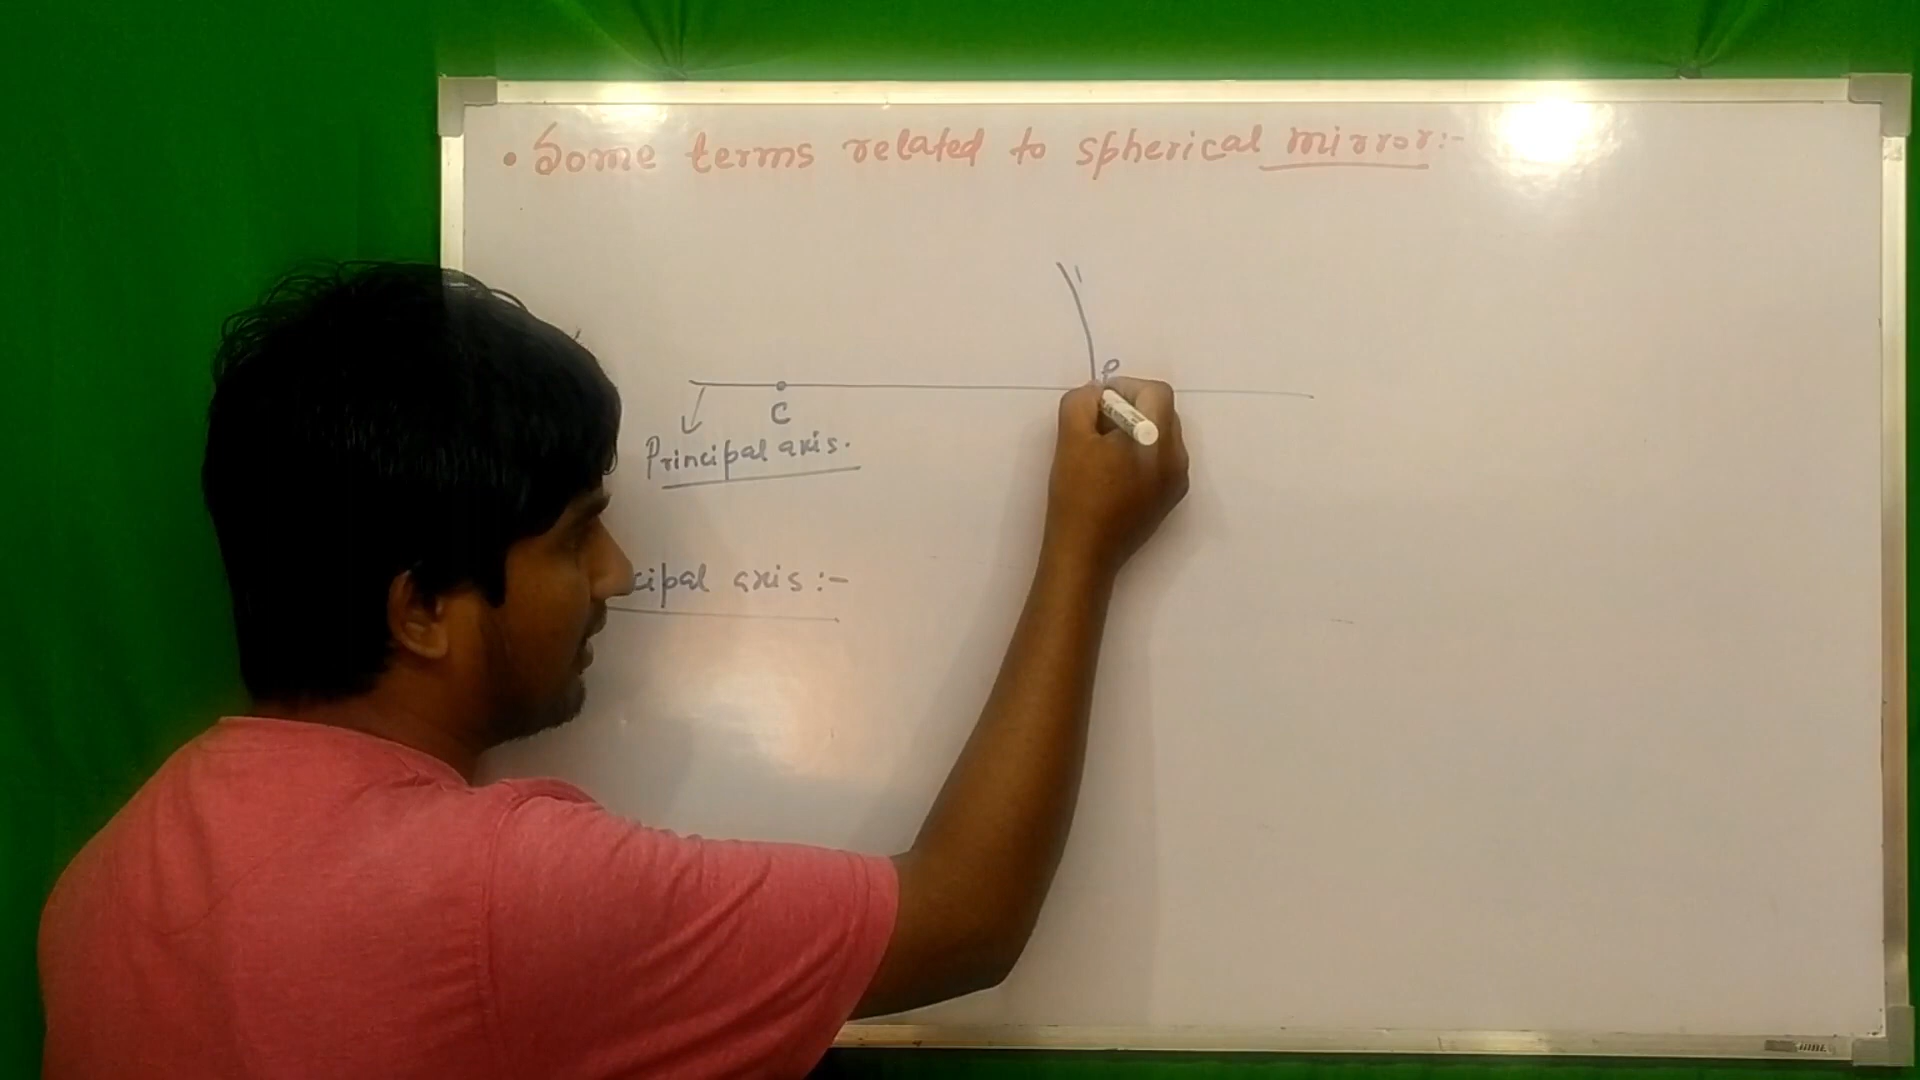 • Some terms related to spherical mirror:-
P
C
Principal axis.
cipal axis:-